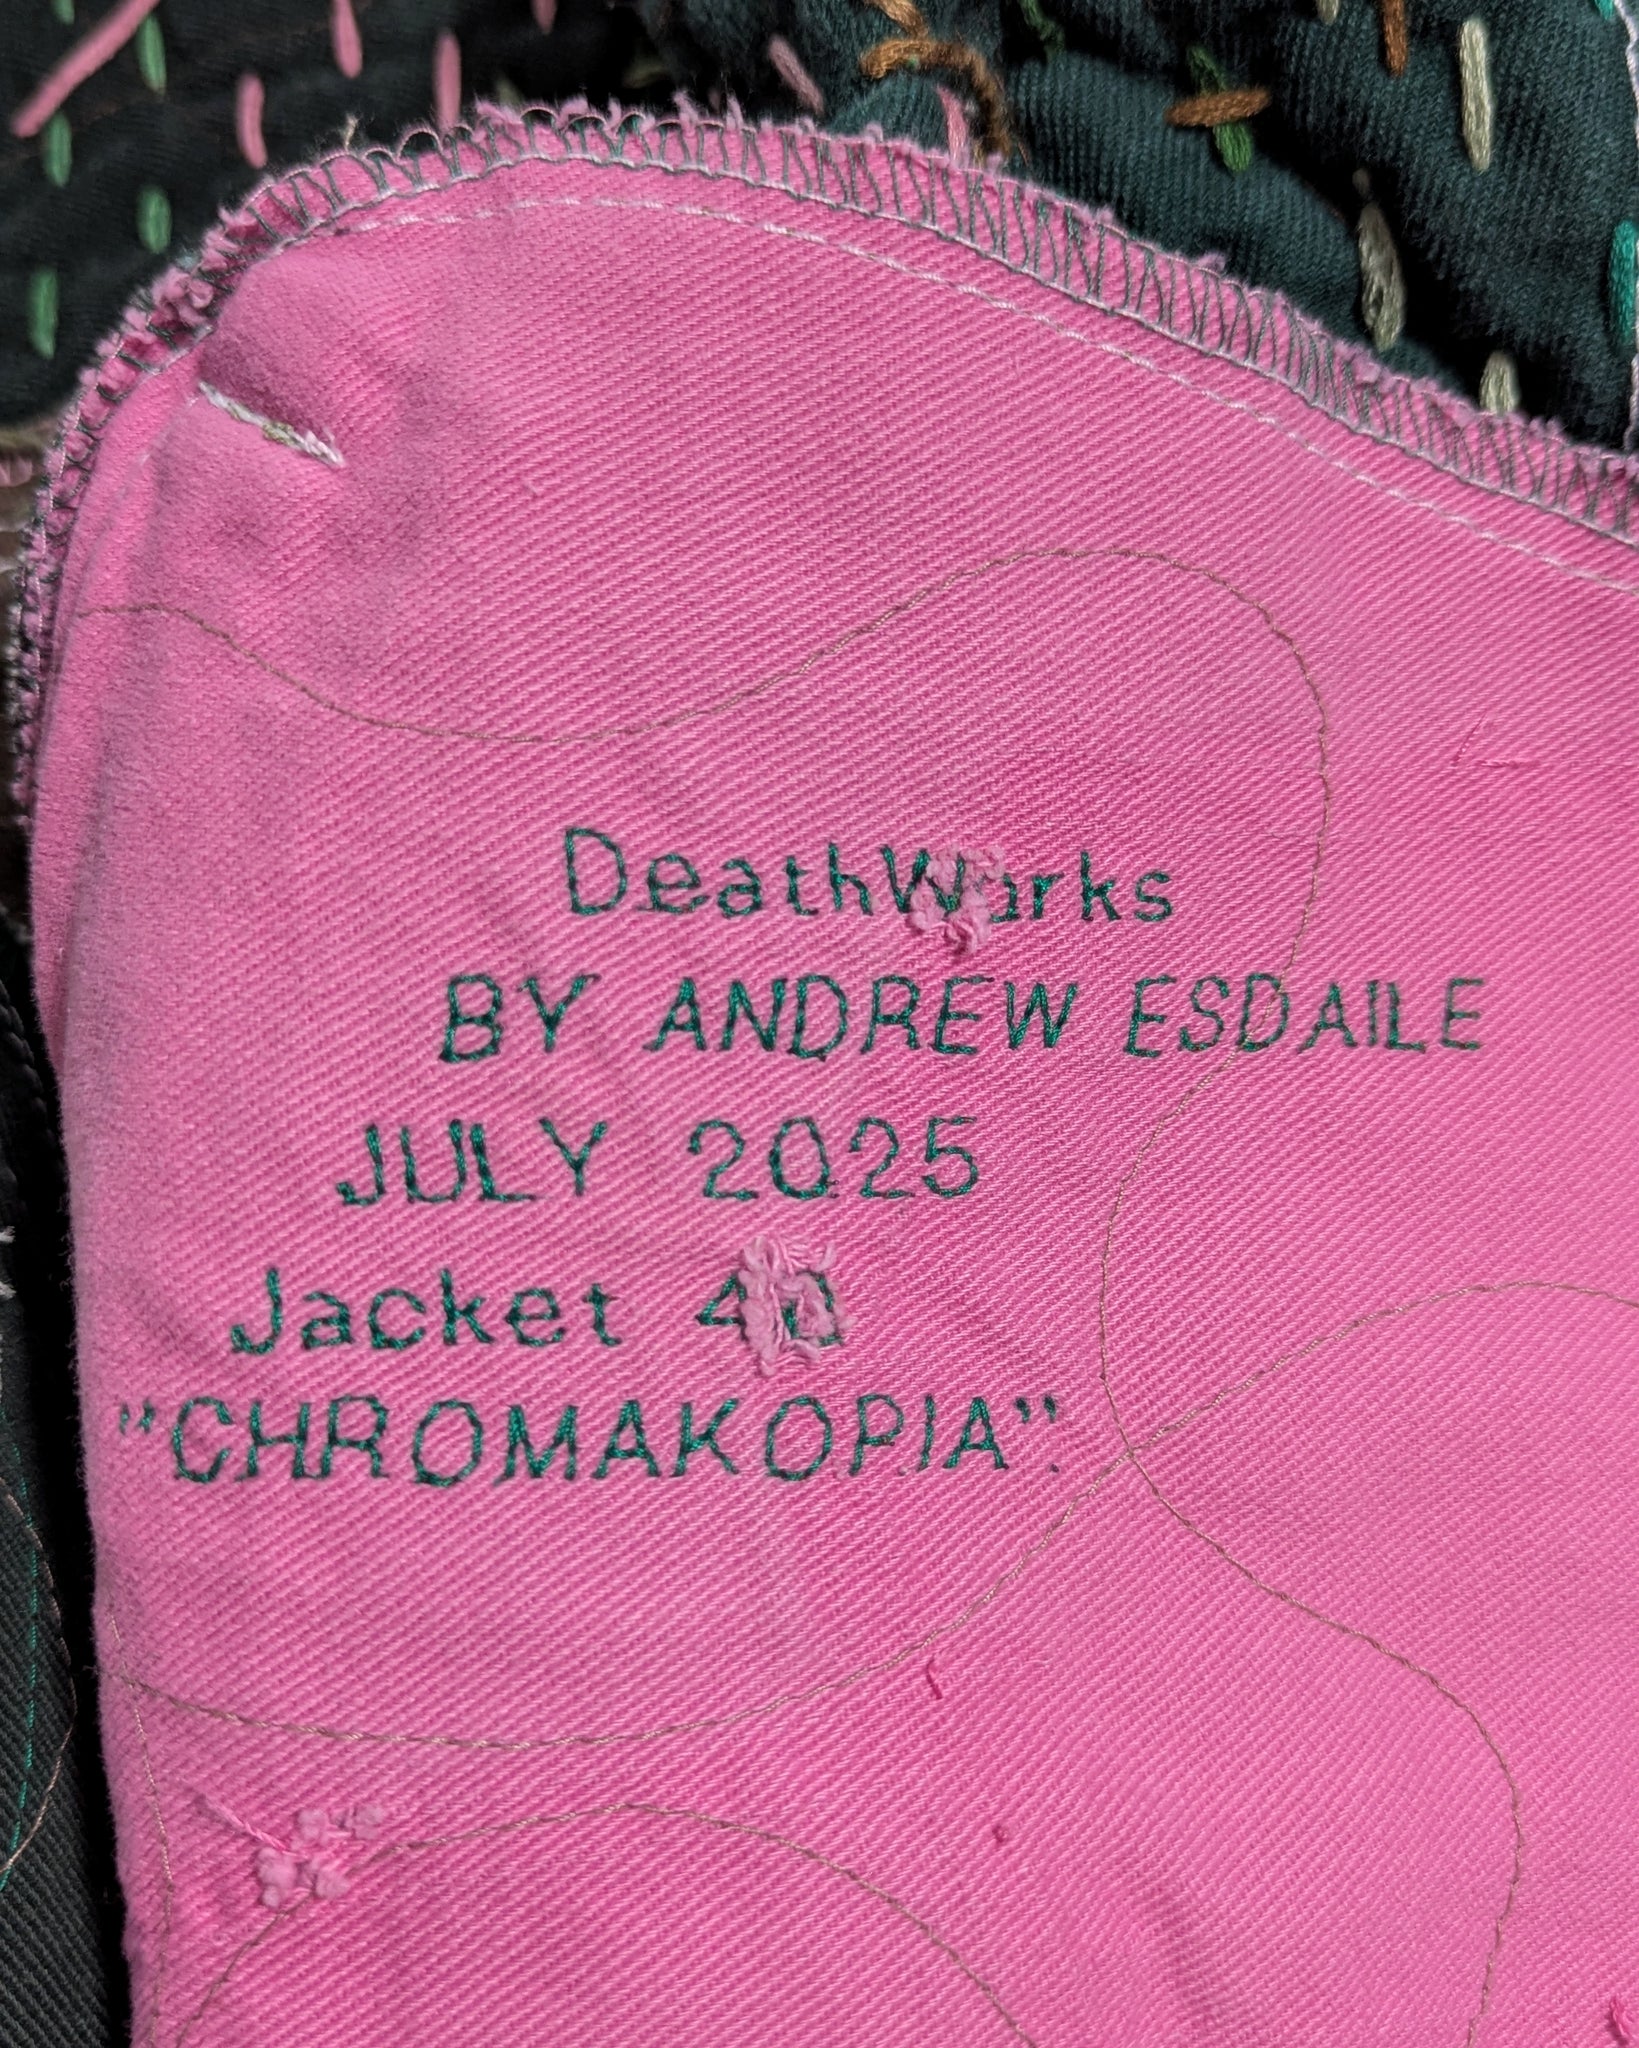 DeathWorks
BY ANDREW ESDAILE
JULY 2025
Jacket
"CHROMAKOPIA"